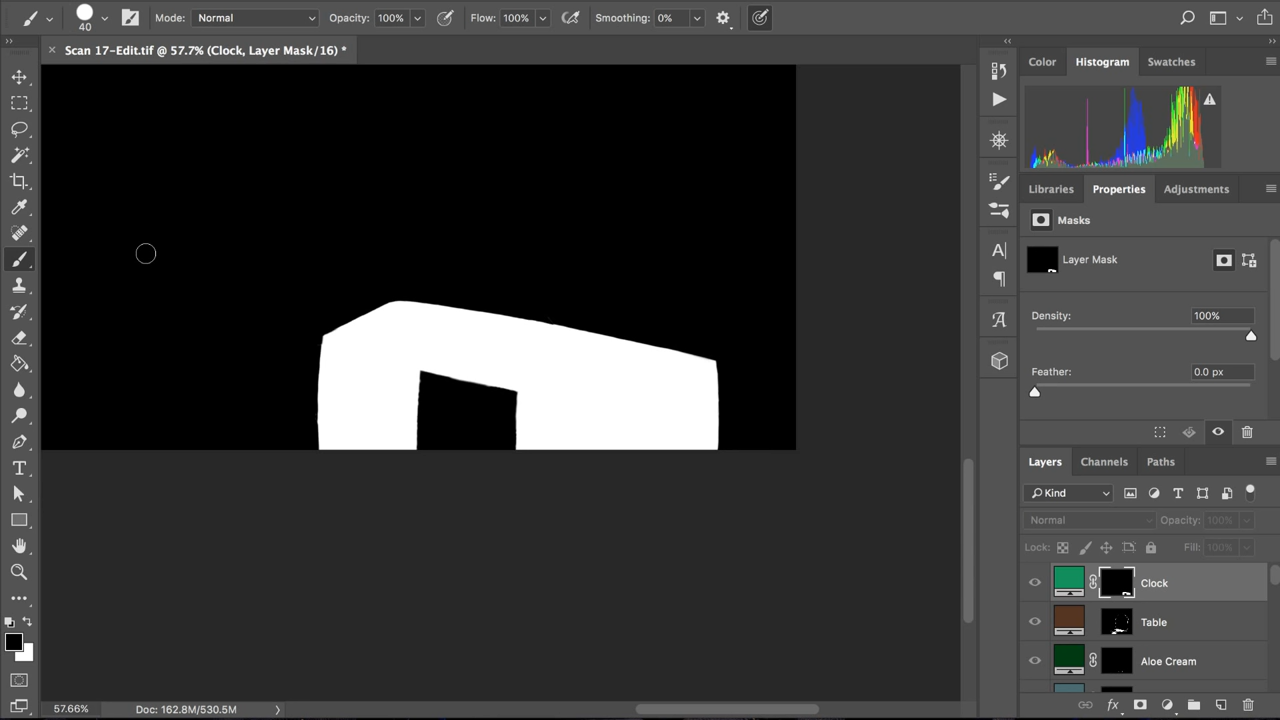 40
Mode: Normal
Opacity: 100%
Flow: 100%
Smoothing: 0%
Scan 17-Edit.tif @ 57.7% (Clock, Layer Mask/16) *
Color
Histogram
Swatches
Libraries
Properties
Adjustments
Masks
Layer Mask
Density: 100%
Feather: 0.0 px
Layers
Channels
Paths
Kind
Normal
Opacity: 100%
Lock:
Fill: 100%
Clock
Table
Aloe Cream
fx
57.66%
Doc: 162.8M/530.5M